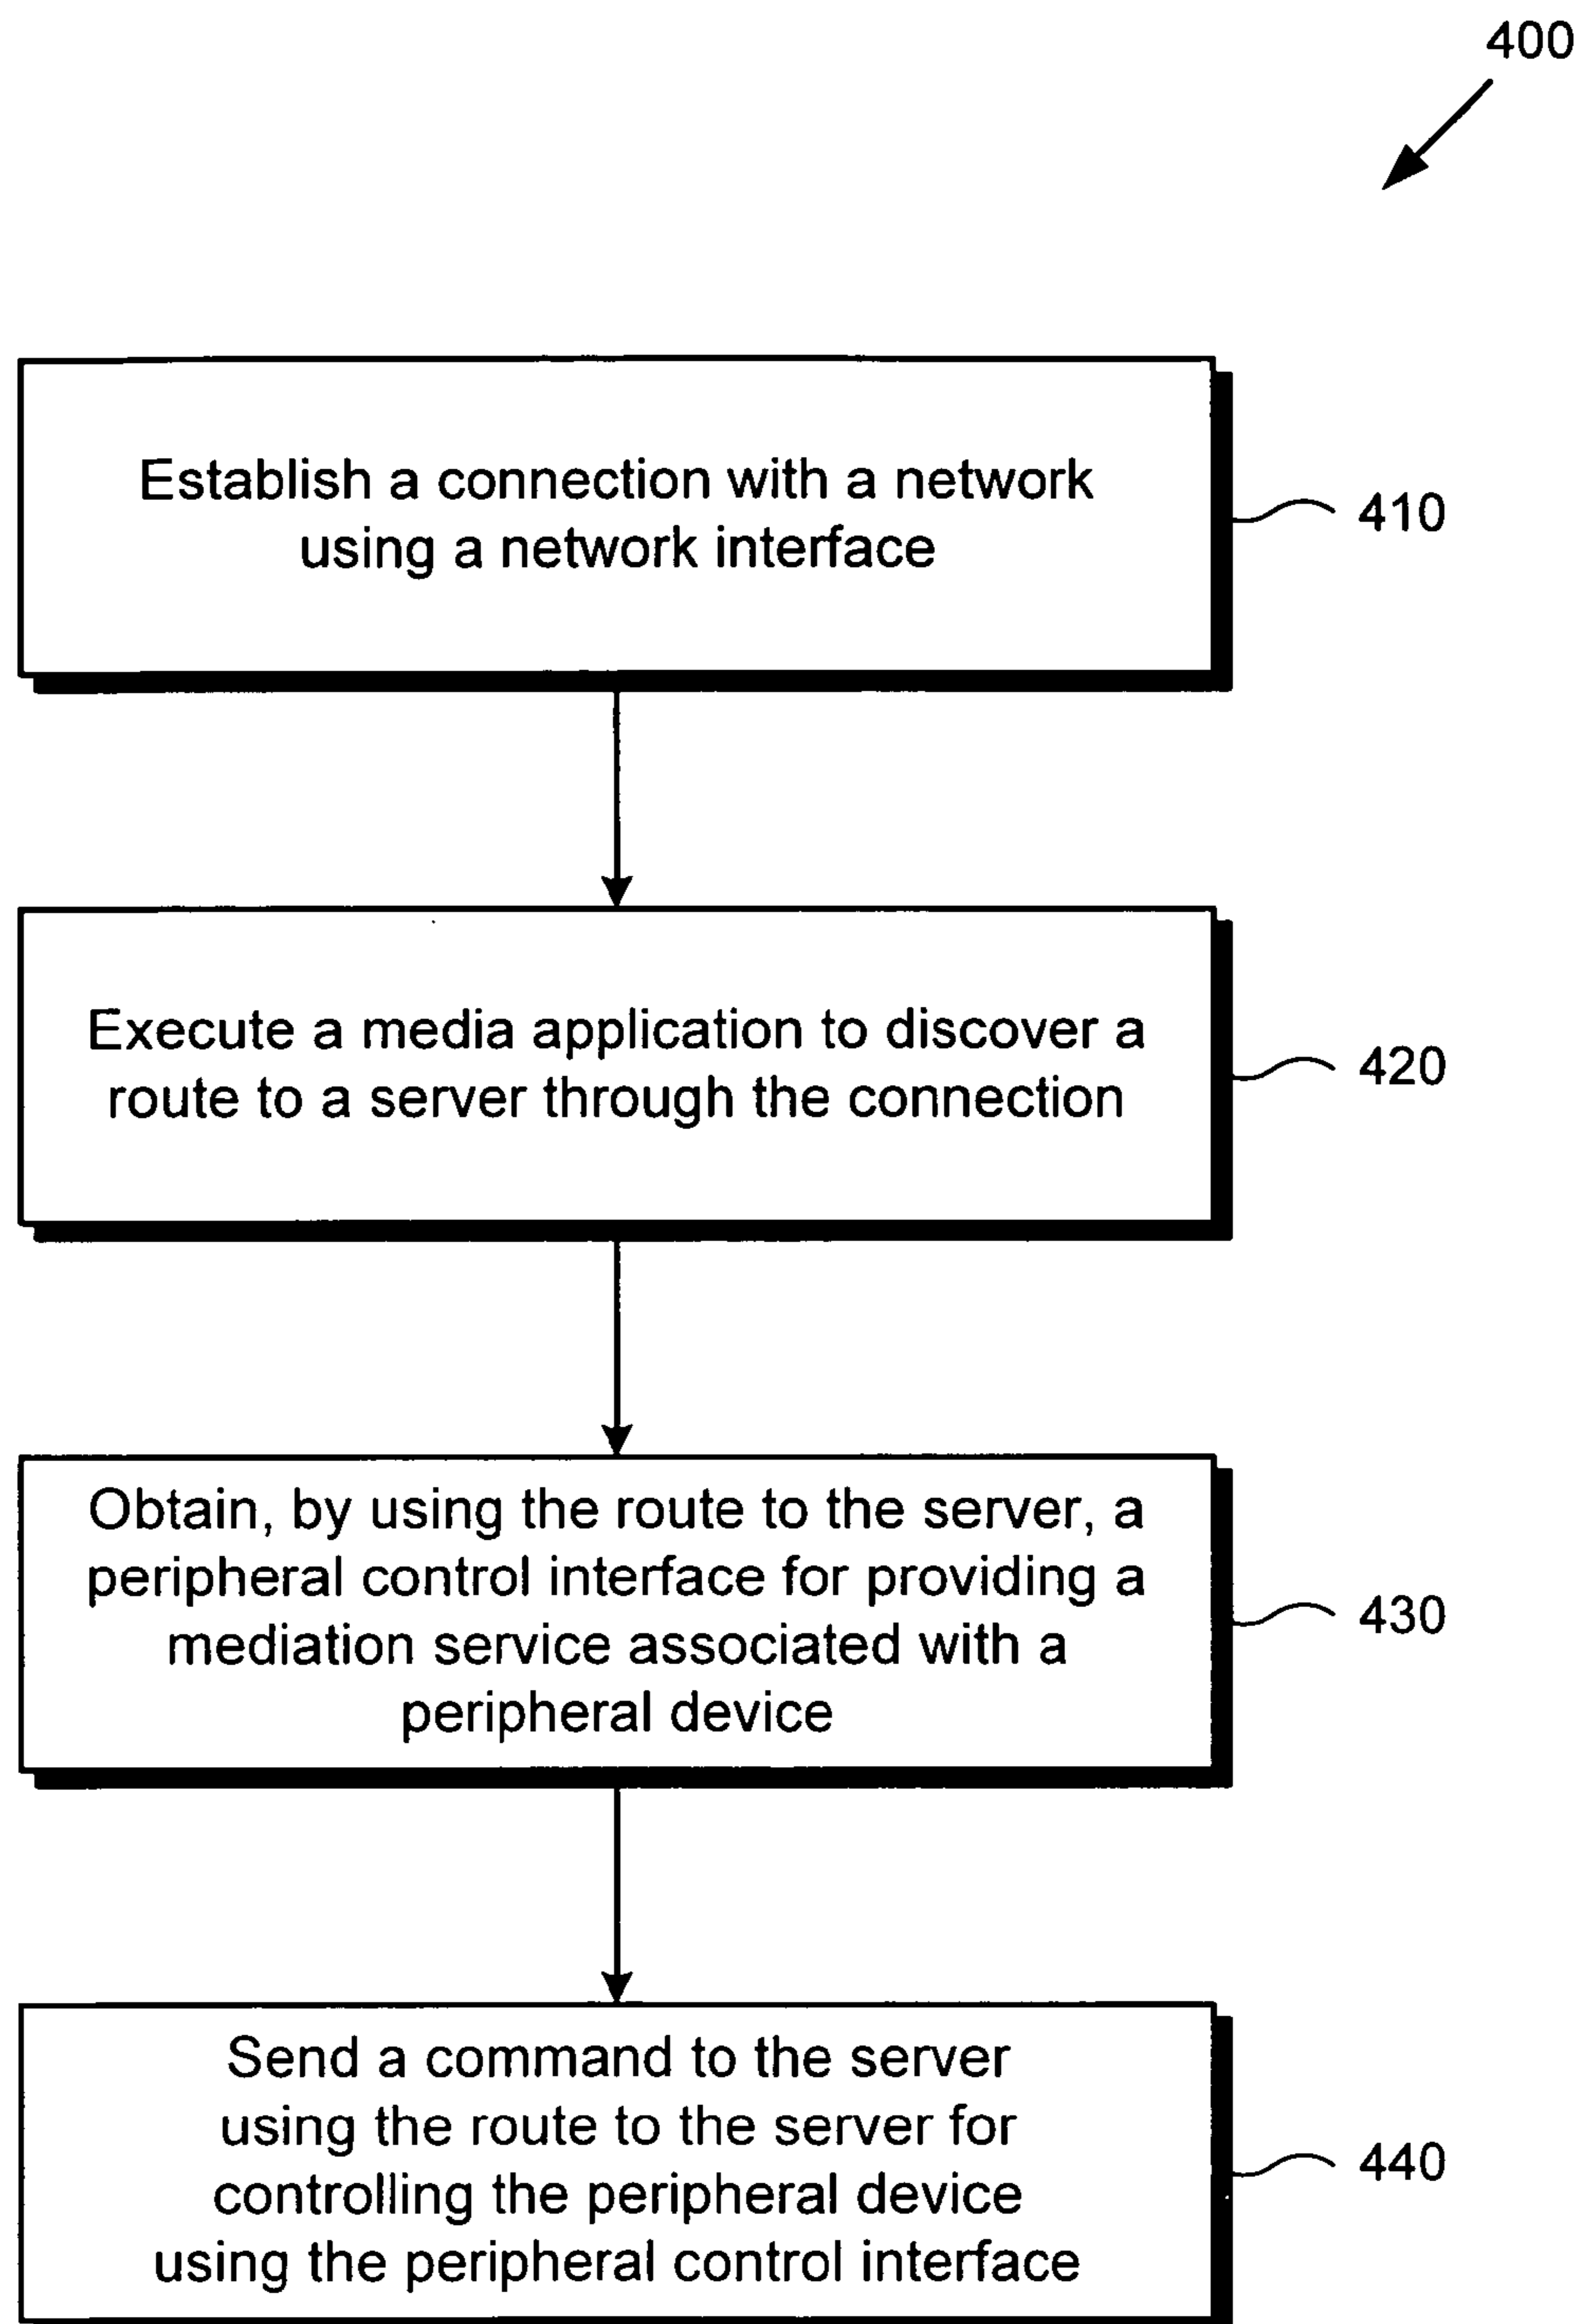 400
Establish a connection with a network
using a network interface
410
Execute a media application to discover a
route to a server through the connection
420
Obtain, by using the route to the server, a
peripheral control interface for providing a
mediation service associated with a
peripheral device
430
Send a command to the server
using the route to the server for
controlling the peripheral device
using the peripheral control interface
440